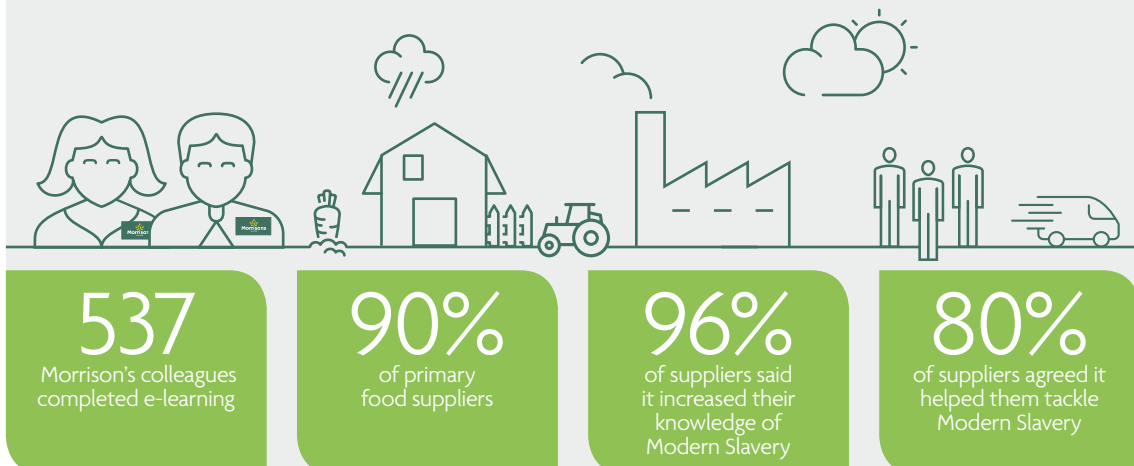 Morrisons
537
Morrison's colleagues
completed e-learning
90%
of primary
food suppliers
96%
of suppliers said
it increased their
knowledge of
Modern Slavery
80%
of suppliers agreed it
helped them tackle
Modern Slavery